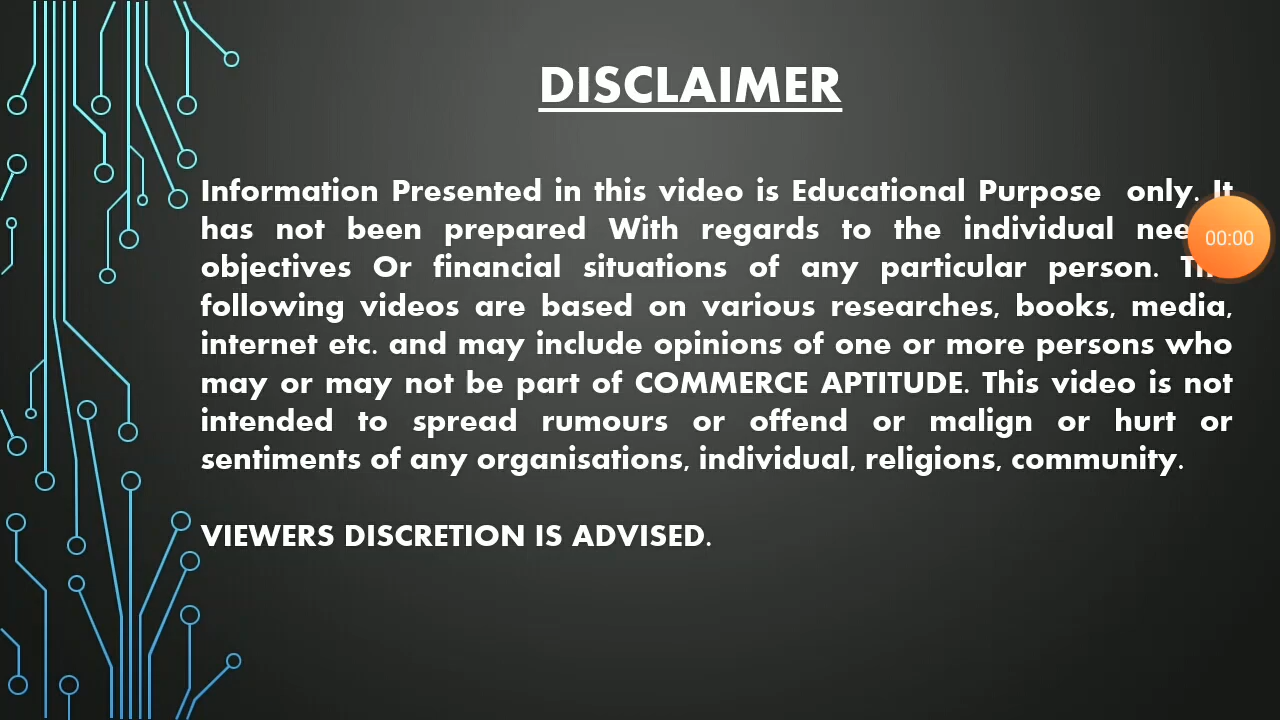 DISCLAIMER
Information Presented in this video is Educational Purpose only. It
has not been prepared With regards to the individual
objectives Or financial situations of any particular person.
following videos are based on various researches, books, media,
internet etc. and may include opinions of one or more persons who
may or may not be part of COMMERCE APTITUDE. This video is not
intended to spread rumours or offend or malign or hurt or
sentiments of any organisations, individual, religions, community.
VIEWERS DISCRETION IS ADVISED.
00:00